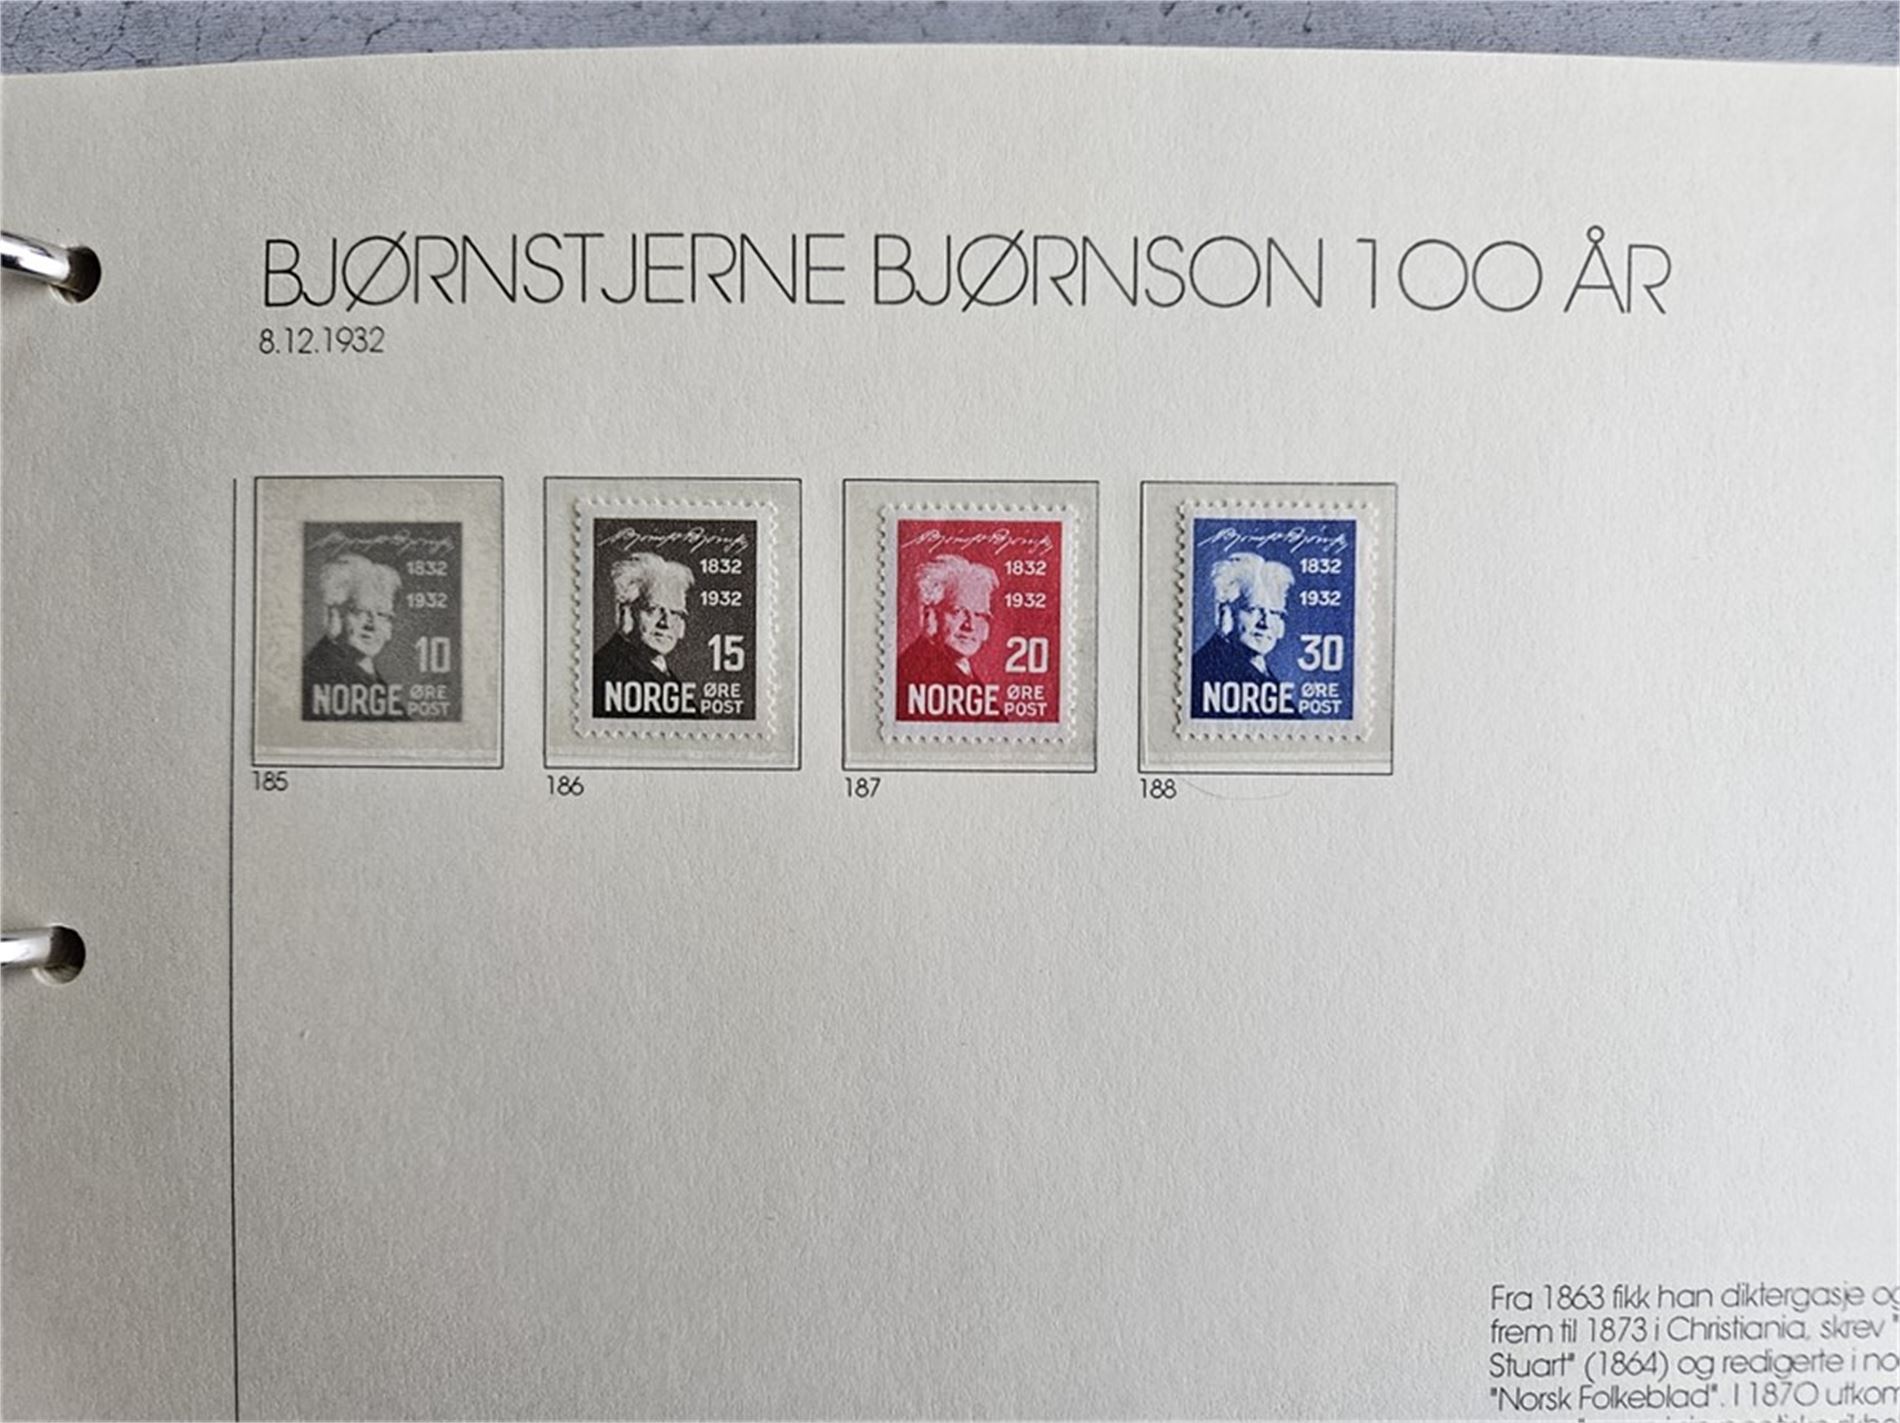 BJØRNSTJERNE BJØRNSON 100 ÅR
8.12.1932
1832
1932
10
NORGE ØRE POST
185
1832
1932
15
NORGE ØRE POST
186
1832
1932
20
NORGE ØRE POST
187
1832
1932
30
NORGE ØRE POST
188
Fra 1863 fikk han diktergasje og
frem til 1873 i Christiania, skrev "
Stuart" (1864) og redigerte i no
"Norsk Folkeblad". I 1870 utkom